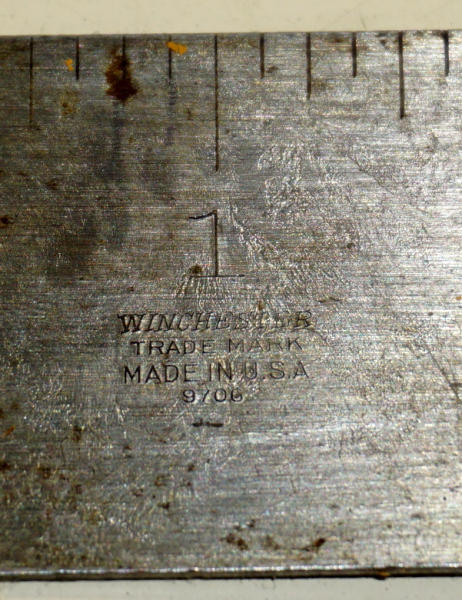 1
WINCHESTER
TRADE MARK
MADE IN U.S.A
9706